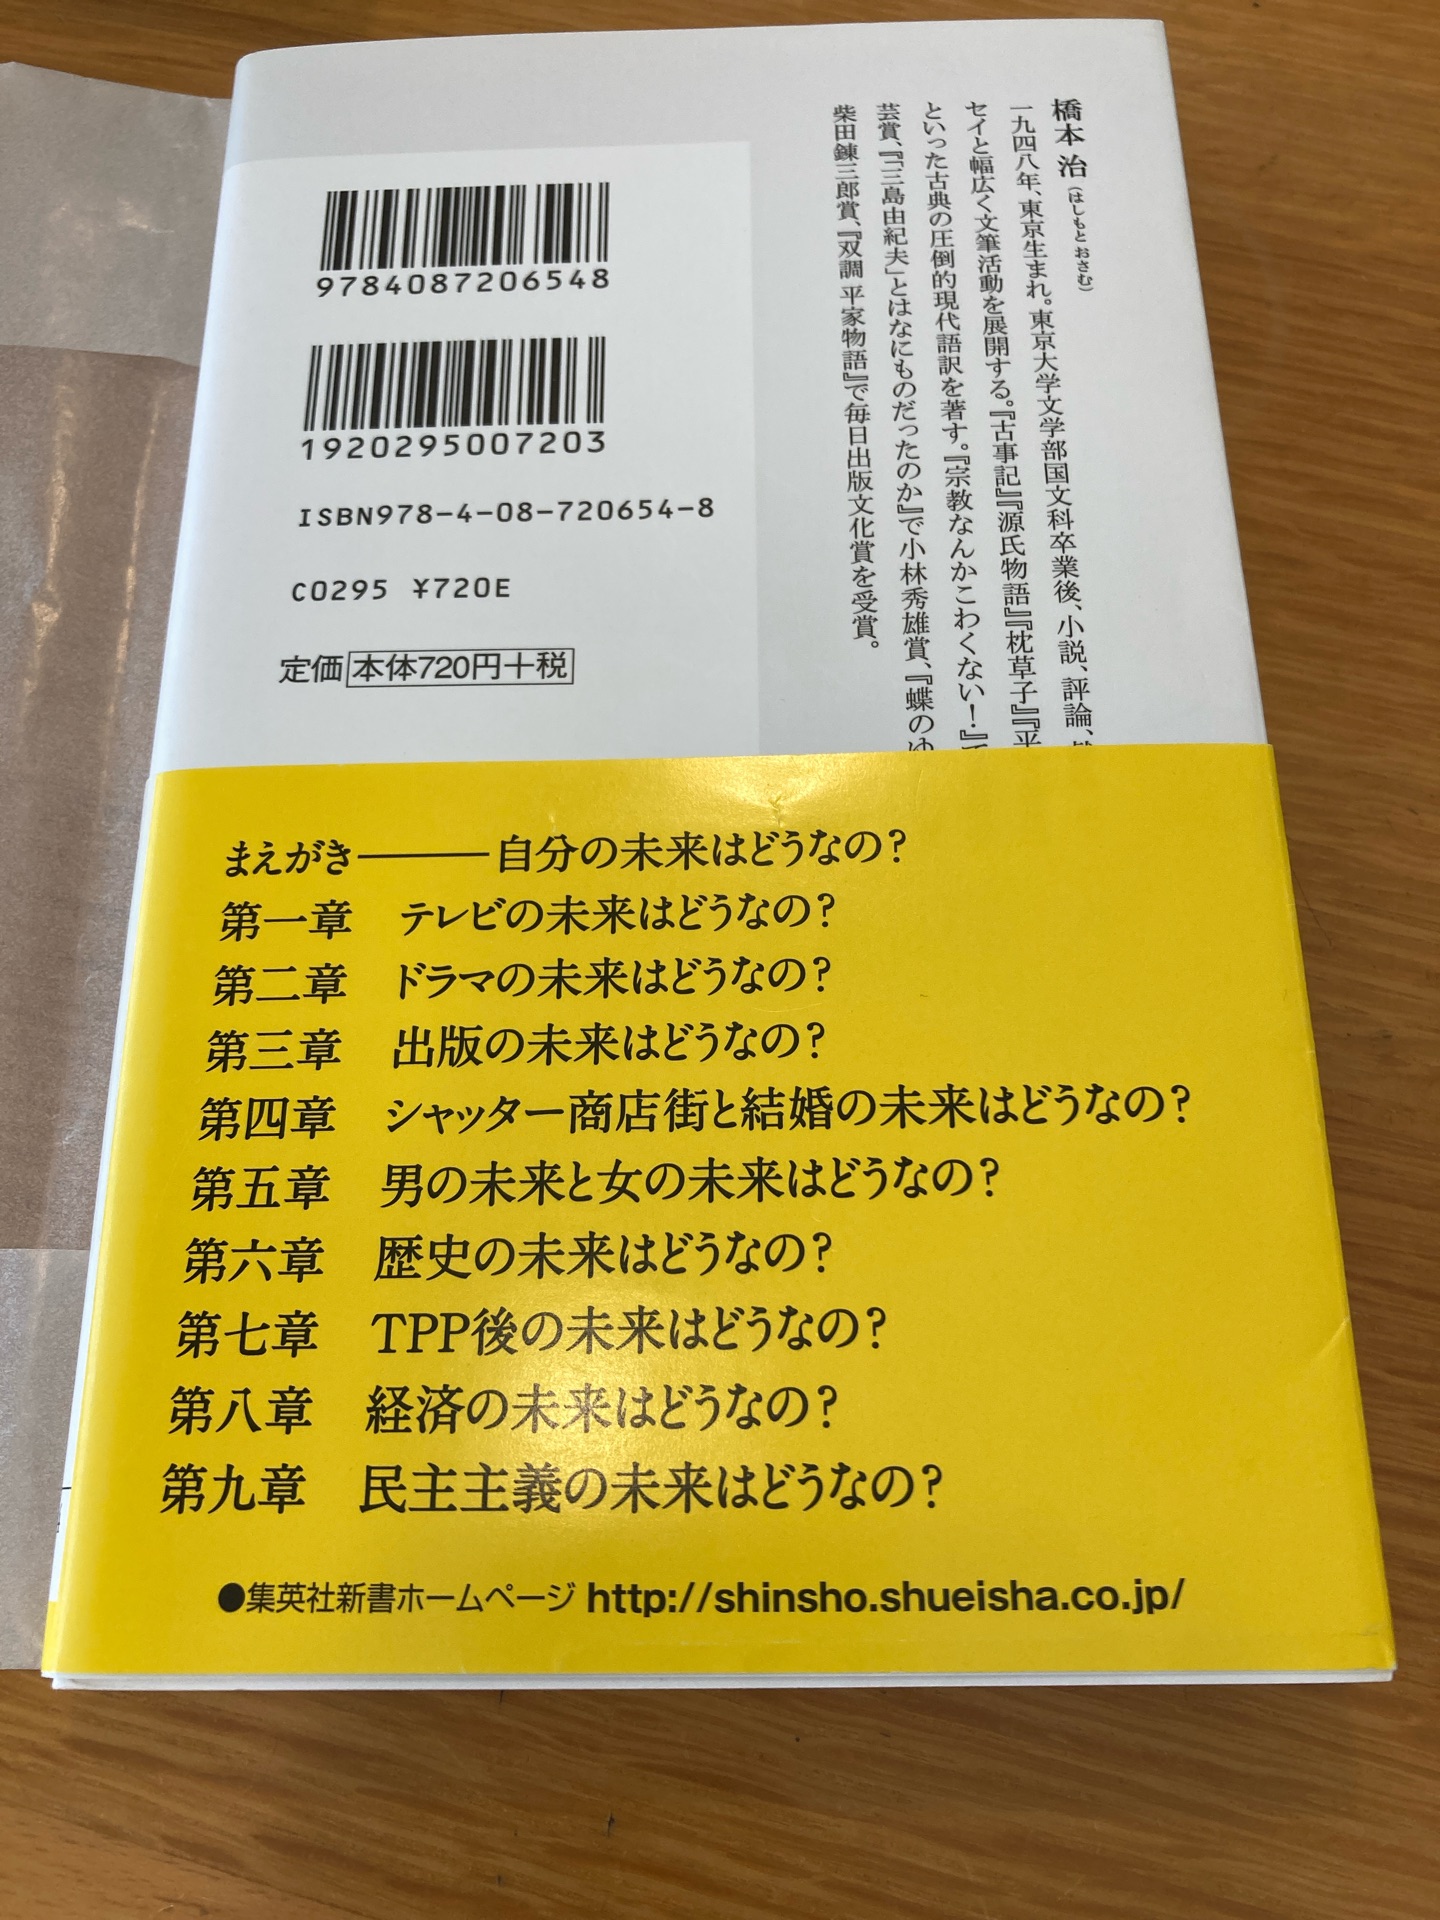 橋本 治（はしもと おさむ）
一九四八年、東京生まれ。東京大学文学部国文科卒業後、小説、評論、
セイと幅広く文筆活動を展開する。『古事記』『源氏物語』『枕草子』『平
といった古典の圧倒的現代語訳を著す。『宗教なんかこわくない！』で
芸賞、『「三島由紀夫」とはなにものだったのか』で小林秀雄賞、『蝶のゆ
柴田錬三郎賞、『双調 平家物語』で毎日出版文化賞を受賞。
9784087206548
1920295007203
ISBN978-4-08-720654-8
C0295 ¥720E
定価 本体720円＋税
まえがき――自分の未来はどうなの？
第一章　テレビの未来はどうなの？
第二章　ドラマの未来はどうなの？
第三章　出版の未来はどうなの？
第四章　シャッター商店街と結婚の未来はどうなの？
第五章　男の未来と女の未来はどうなの？
第六章　歴史の未来はどうなの？
第七章　TPP後の未来はどうなの？
第八章　経済の未来はどうなの？
第九章　民主主義の未来はどうなの？
●集英社新書ホームページ http://shinsho.shueisha.co.jp/